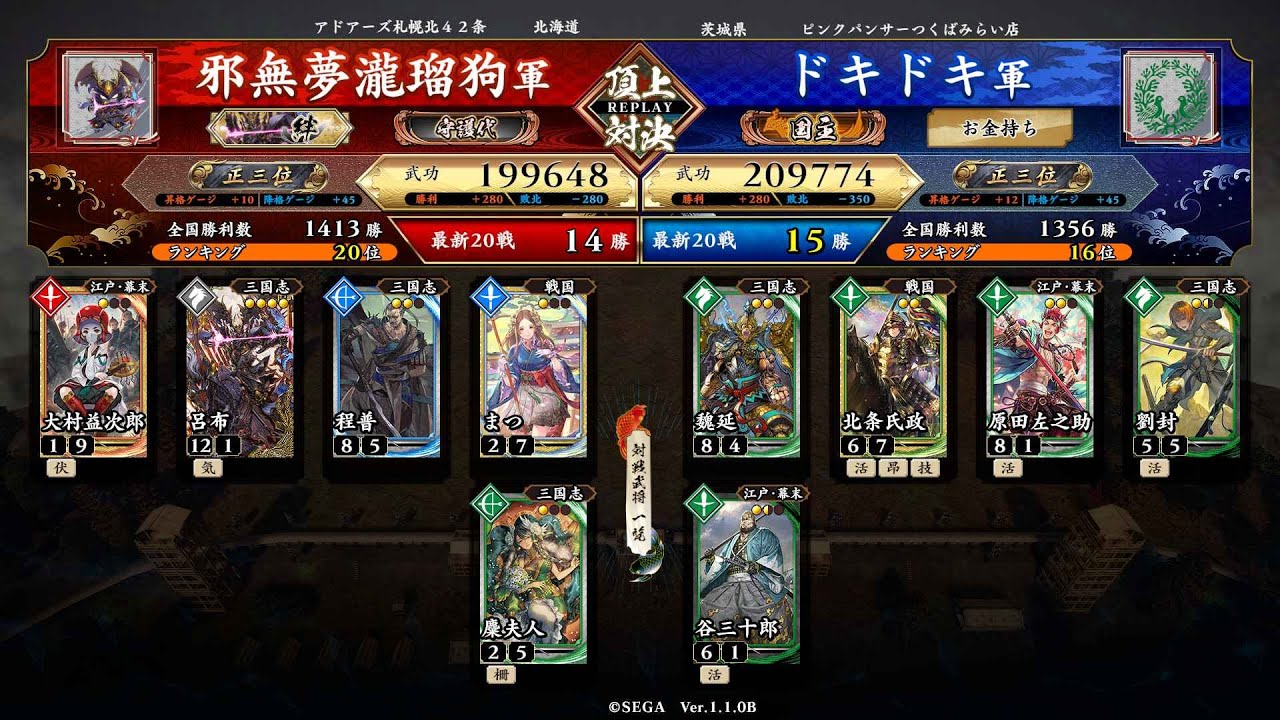 アドアーズ札幌北４２条 北海道
茨城県 ピンクパンサーつくばみらい店
邪無夢瀧瑠狗軍
頂上
REPLAY
対決
ドキドキ軍
絆
守護代
国主
お金持ち
正三位
昇格ゲージ +10 降格ゲージ +45
武功 199648
勝利 +280 敗北 -280
武功 209774
勝利 +280 敗北 -350
正三位
昇格ゲージ +12 降格ゲージ +45
全国勝利数 1413勝
ランキング 20位
最新20戦 14勝
最新20戦 15勝
全国勝利数 1356勝
ランキング 16位
江戸・幕末
大村益次郎
1 9
伏
三国志
呂布
12 1
気
三国志
程普
8 5
戦国
まつ
2 7
三国志
麋夫人
2 5
柵
対戦武将一覧
三国志
魏延
8 4
戦国
北条氏政
6 7
活 昂 技
江戸・幕末
原田左之助
8 1
活
三国志
劉封
5 5
活
江戸・幕末
谷三十郎
6 1
活
©SEGA Ver.1.1.0B